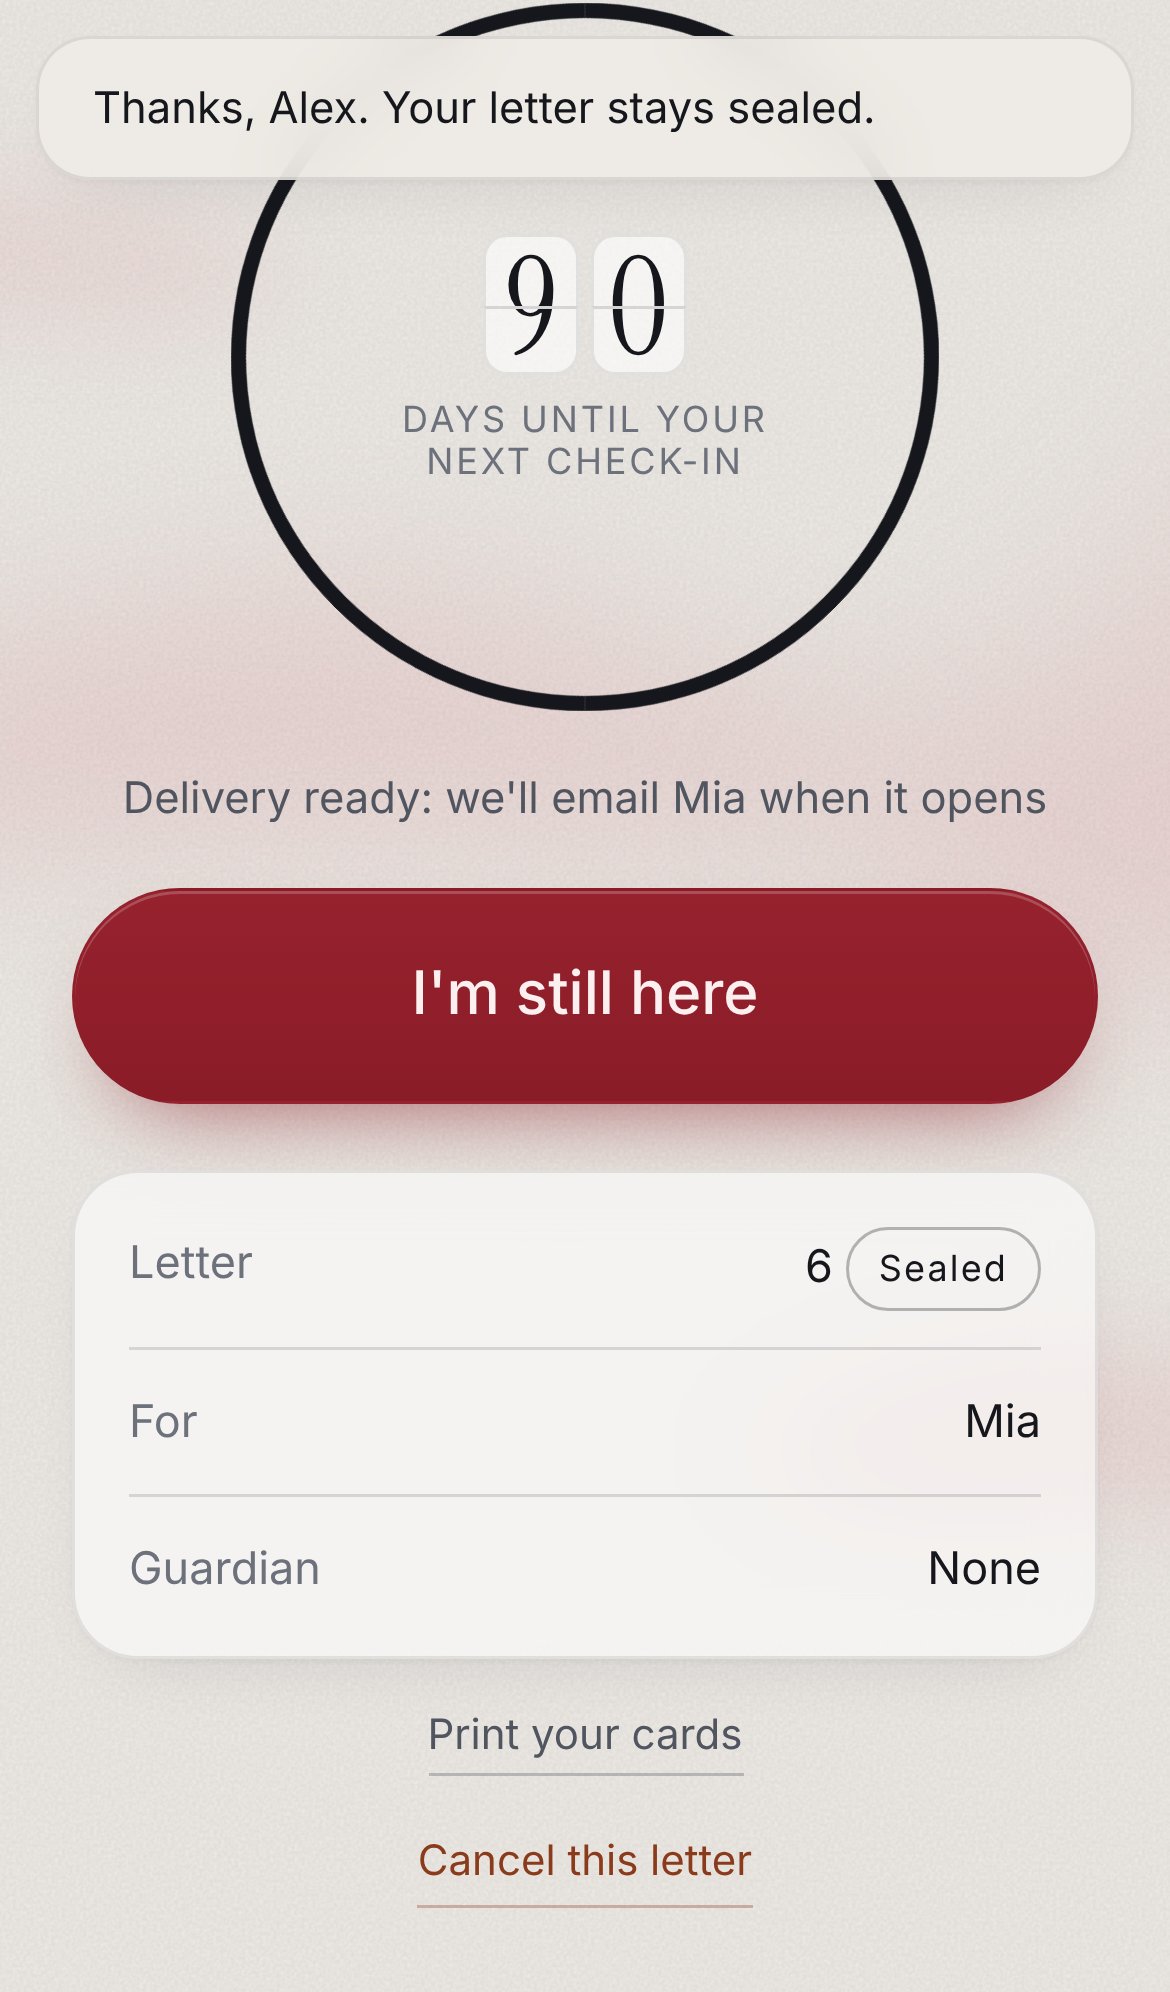 Thanks, Alex. Your letter stays sealed.
90
DAYS UNTIL YOUR
NEXT CHECK-IN
Delivery ready: we'll email Mia when it opens
I'm still here
Letter 6 Sealed
For Mia
Guardian None
Print your cards
Cancel this letter